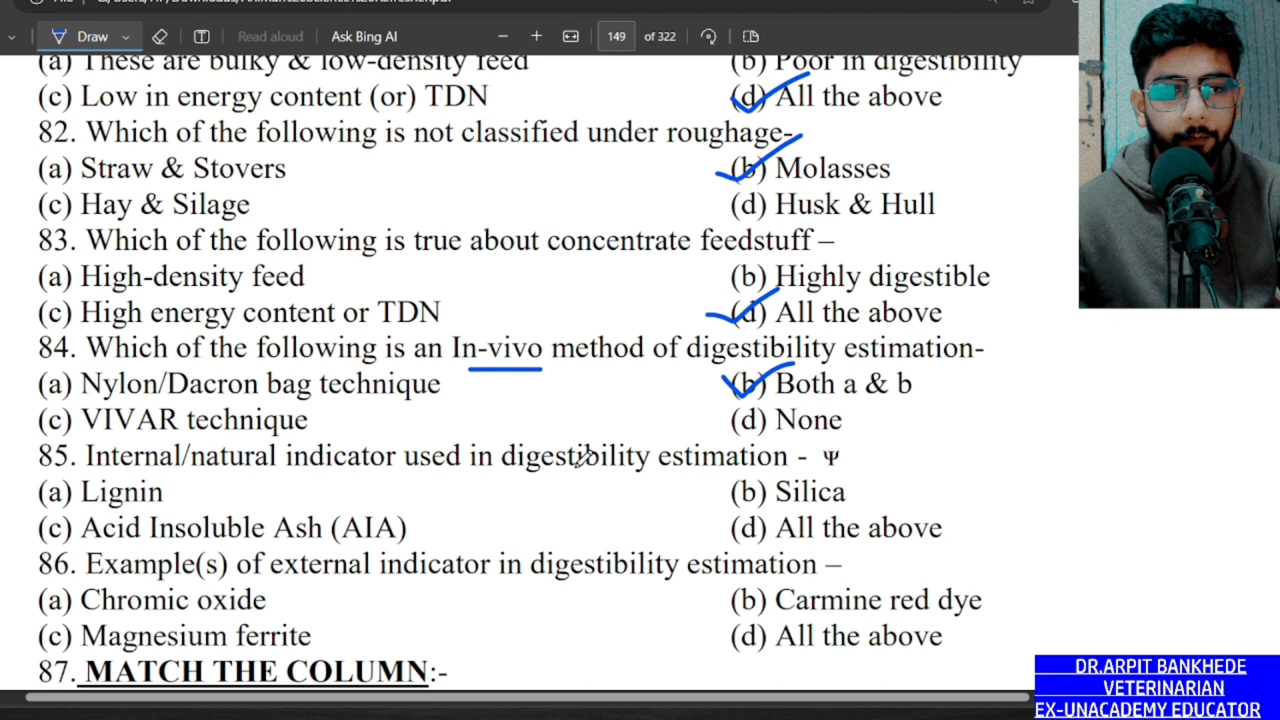 Draw
Read aloud
Ask Bing AI
149 of 322
(a) These are bulky & low-density feed (b) Poor in digestibility
(c) Low in energy content (or) TDN (d) All the above
82. Which of the following is not classified under roughage-
(a) Straw & Stovers (b) Molasses
(c) Hay & Silage (d) Husk & Hull
83. Which of the following is true about concentrate feedstuff –
(a) High-density feed (b) Highly digestible
(c) High energy content or TDN (d) All the above
84. Which of the following is an In-vivo method of digestibility estimation-
(a) Nylon/Dacron bag technique (b) Both a & b
(c) VIVAR technique (d) None
85. Internal/natural indicator used in digestibility estimation - Ψ
(a) Lignin (b) Silica
(c) Acid Insoluble Ash (AIA) (d) All the above
86. Example(s) of external indicator in digestibility estimation –
(a) Chromic oxide (b) Carmine red dye
(c) Magnesium ferrite (d) All the above
87. MATCH THE COLUMN:-
DR.ARPIT BANKHEDE
VETERINARIAN
EX-UNACADEMY EDUCATOR